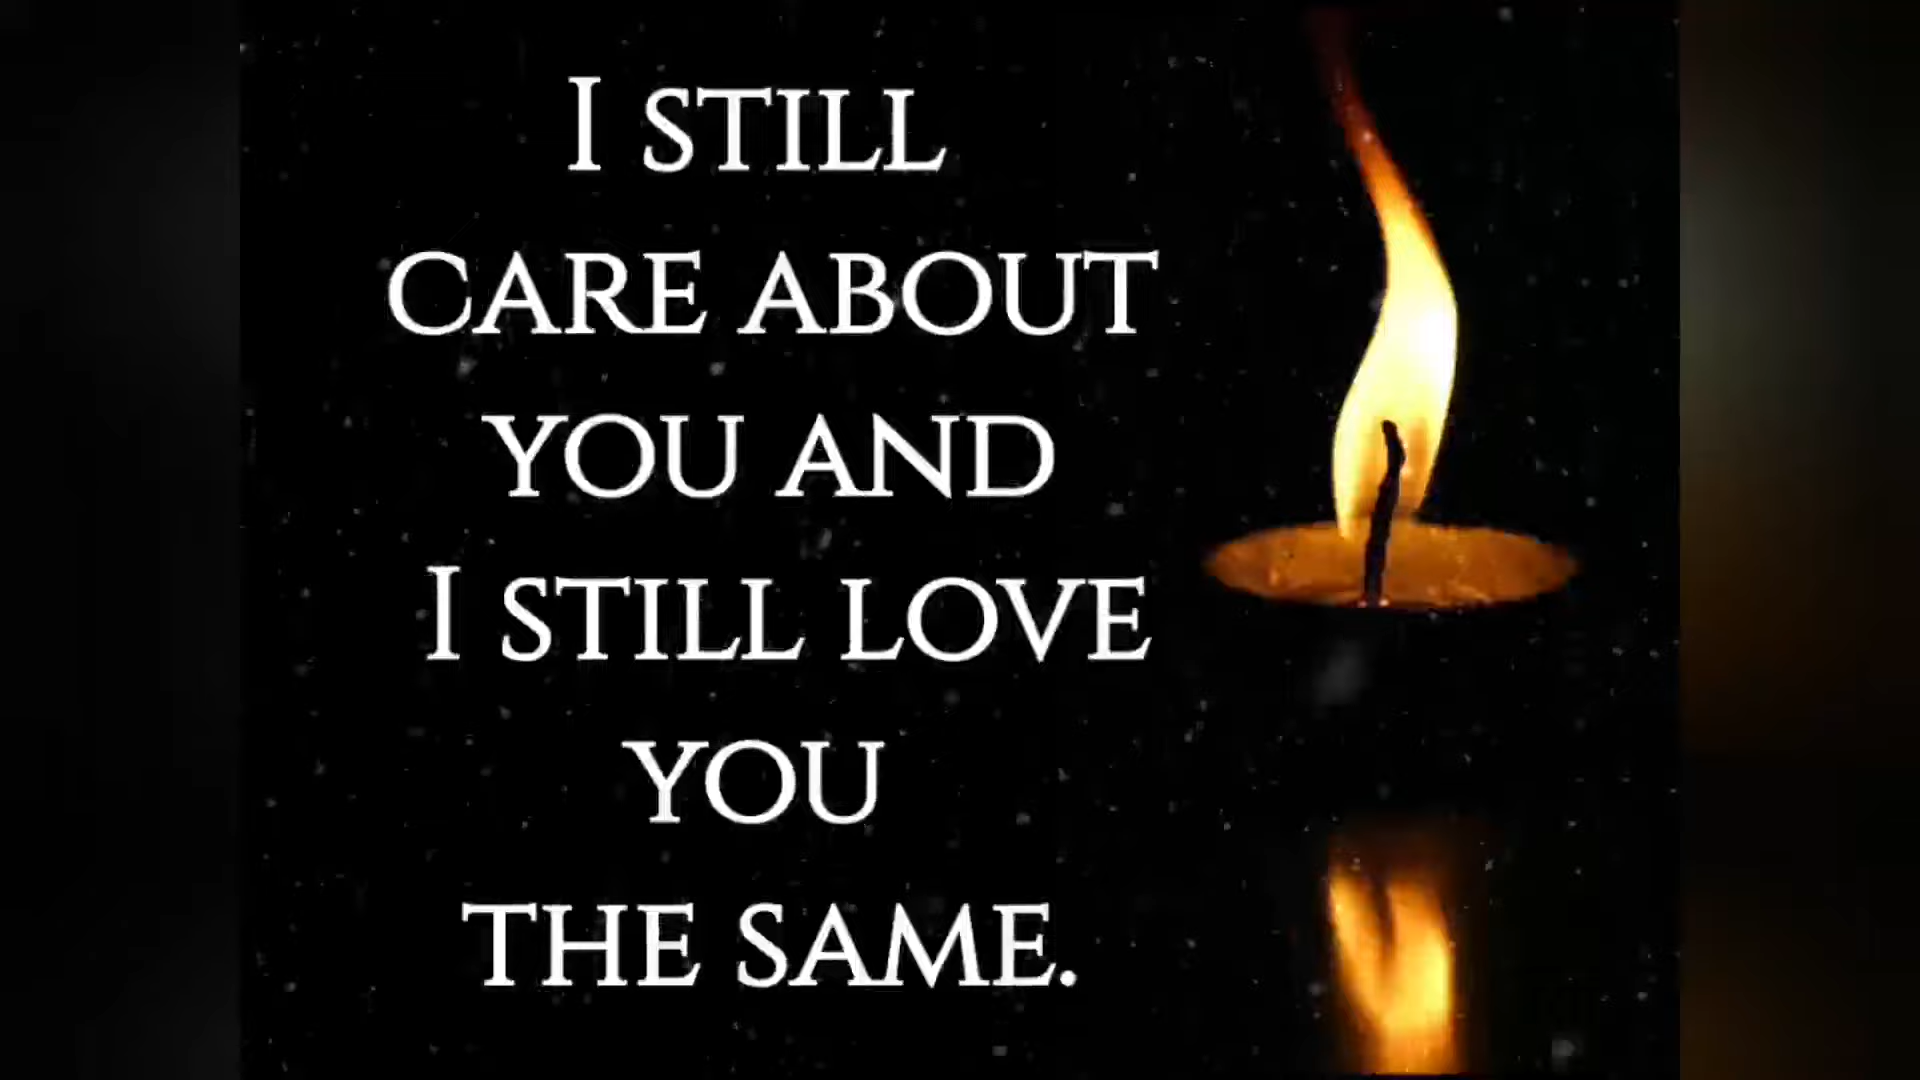 I STILL
CARE ABOUT
YOU AND
I STILL LOVE
YOU
THE SAME.